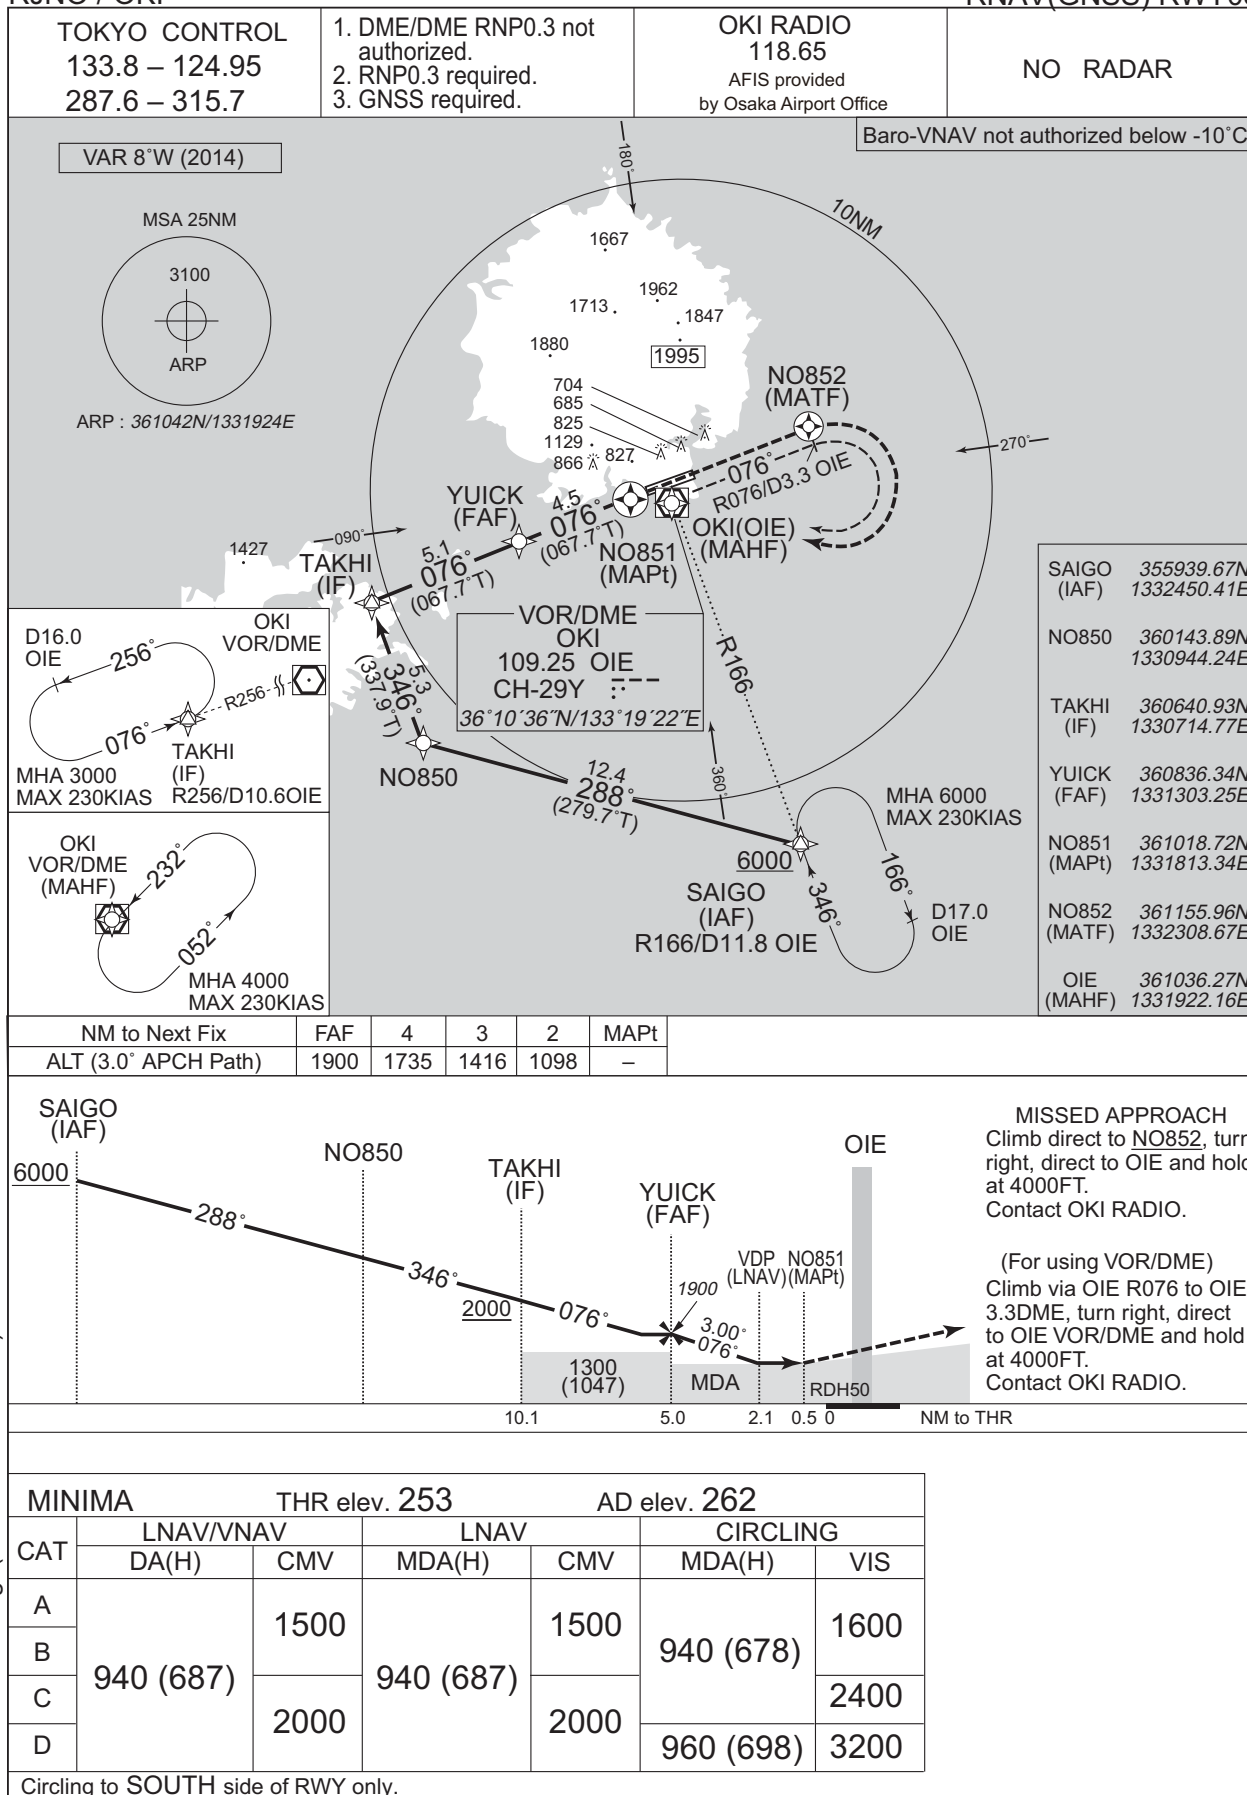 TOKYO CONTROL
133.8 – 124.95
287.6 – 315.7
1. DME/DME RNP0.3 not
authorized.
2. RNP0.3 required.
3. GNSS required.
OKI RADIO
118.65
AFIS provided
by Osaka Airport Office
NO RADAR
Baro-VNAV not authorized below -10˚C
VAR 8˚W (2014)
MSA 25NM
3100
ARP
ARP : 361042N/1331924E
180˚
10NM
1667
1962
1713
1847
1880
1995
704
685
825
1129
866
827
NO852
(MATF)
270˚
076˚
R076/D3.3 OIE
YUICK
(FAF)
4.5
076˚
(067.7˚T)
NO851
(MAPt)
OKI(OIE)
(MAHF)
090˚
1427
TAKHI
(IF)
5.1
076˚
(067.7˚T)
VOR/DME
OKI
109.25 OIE
CH-29Y
36˚10´36˝N/133˚19´22˝E
R166
5.3
346˚
(337.9˚T)
NO850
12.4
288˚
(279.7˚T)
360˚
MHA 6000
MAX 230KIAS
6000
SAIGO
(IAF)
R166/D11.8 OIE
166˚
346˚
D17.0
OIE
D16.0
OIE
256˚
OKI
VOR/DME
R256
076˚
TAKHI
(IF)
R256/D10.6OIE
MHA 3000
MAX 230KIAS
OKI
VOR/DME
(MAHF)
232˚
052˚
MHA 4000
MAX 230KIAS
SAIGO 355939.67N
(IAF) 1332450.41E
NO850 360143.89N
1330944.24E
TAKHI 360640.93N
(IF) 1330714.77E
YUICK 360836.34N
(FAF) 1331303.25E
NO851 361018.72N
(MAPt) 1331813.34E
NO852 361155.96N
(MATF) 1332308.67E
OIE 361036.27N
(MAHF) 1331922.16E
NM to Next Fix FAF 4 3 2 MAPt
ALT (3.0˚ APCH Path) 1900 1735 1416 1098 –
SAIGO
(IAF)
6000
288˚
NO850
346˚
TAKHI
(IF)
2000
076˚
YUICK
(FAF)
1900
3.00˚
076˚
VDP
(LNAV)
NO851
(MAPt)
OIE
1300
(1047)
MDA
RDH50
10.1 5.0 2.1 0.5 0 NM to THR
MISSED APPROACH
Climb direct to NO852, turn
right, direct to OIE and hold
at 4000FT.
Contact OKI RADIO.
(For using VOR/DME)
Climb via OIE R076 to OIE
3.3DME, turn right, direct
to OIE VOR/DME and hold
at 4000FT.
Contact OKI RADIO.
MINIMA THR elev. 253 AD elev. 262
CAT LNAV/VNAV LNAV CIRCLING
DA(H) CMV MDA(H) CMV MDA(H) VIS
A
B
C
D
940 (687)
1500
2000
940 (687)
1500
2000
940 (678)
960 (698)
1600
2400
3200
Circling to SOUTH side of RWY only.